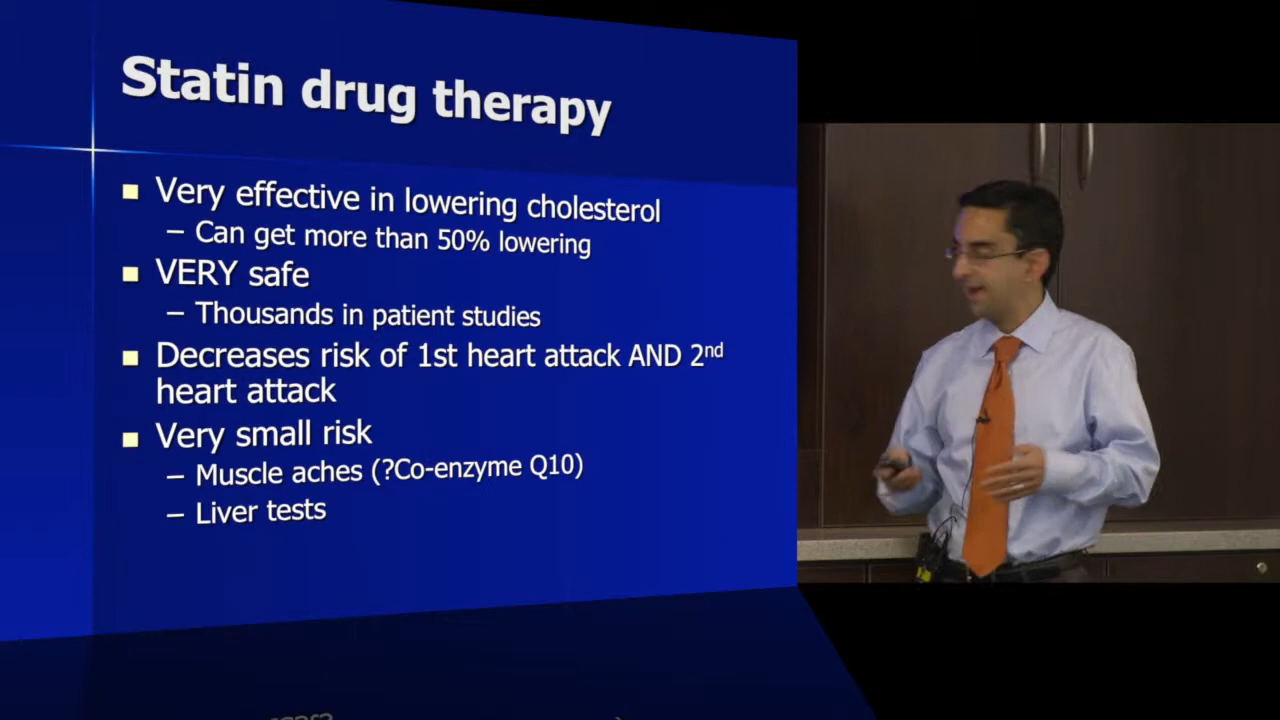 Statin drug therapy
Very effective in lowering cholesterol
– Can get more than 50% lowering
VERY safe
– Thousands in patient studies
Decreases risk of 1st heart attack AND 2nd
heart attack
Very small risk
– Muscle aches (?Co-enzyme Q10)
– Liver tests